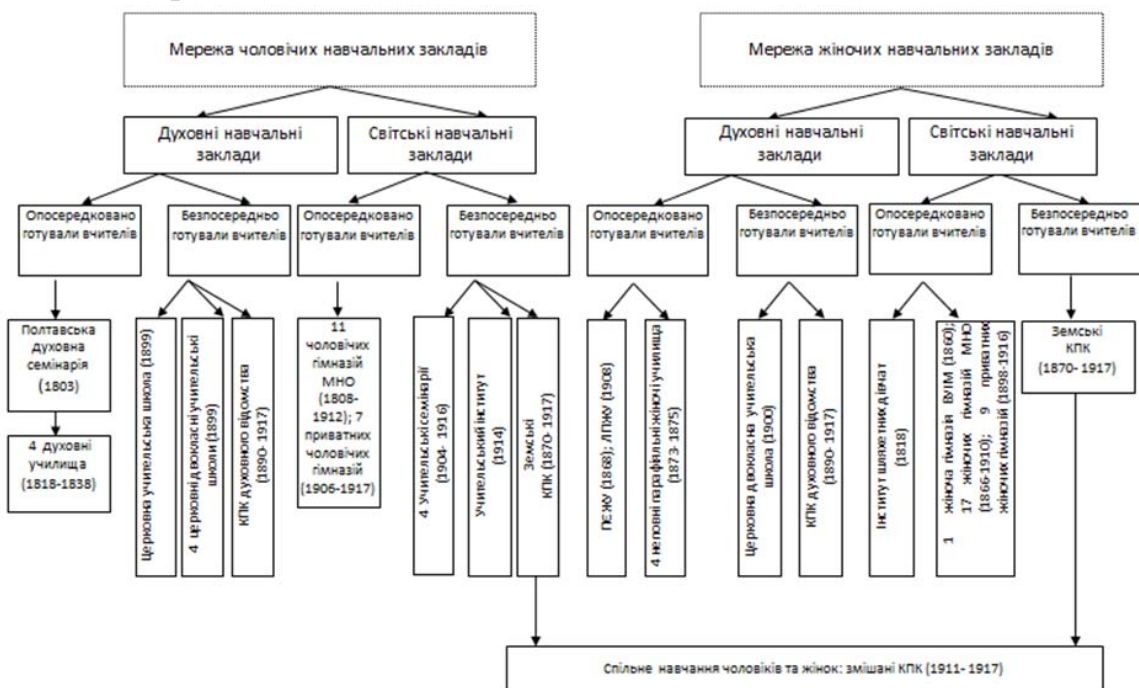 Мережа чоловічих навчальних закладів
Мережа жіночих навчальних закладів
Духовні навчальні
заклади
Світські навчальні
заклади
Духовні навчальні
заклади
Світські навчальні
заклади
Опосередковано
готували вчителів
Безпосередньо
готували вчителів
Опосередковано
готували вчителів
Безпосередньо
готували вчителів
Опосередковано
готували вчителів
Безпосередньо
готували вчителів
Опосередковано
готували вчителів
Безпосередньо
готували вчителів
Полтавська
духовна
семінарія
(1803)
4 духовні
училища
(1818-1838)
Церковна учительська школа (1899)
4 церковні двокласні учительські
школи (1899)
КПК духовного відомства
(1890- 1917)
11
чоловічих
гімназій
МНО
(1808-
1912); 7
приватних
чоловічих
гімназій
(1906-1917)
4 Учительські семінарії
(1904- 1916)
Учительський інститут
(1914)
Земські
КПК (1870- 1917)
ПЄЖУ (1868); ЛПЖУ (1908)
4 неповні парафіяльні жіночі училища
(1873- 1875)
Церковна двокласна учительська
школа (1900)
КПК духовного відомства
(1890- 1917)
Інститут шляхетних дівчат
(1818)
1 жіноча гімназія ВУІМ (1860);
17 жіночих гімназій МНО
(1866-1910); 9 приватних
жіночих гімназій (1898-1916)
Земські
КПК
(1870- 1917)
Спільне навчання чоловіків та жінок: змішані КПК (1911- 1917)